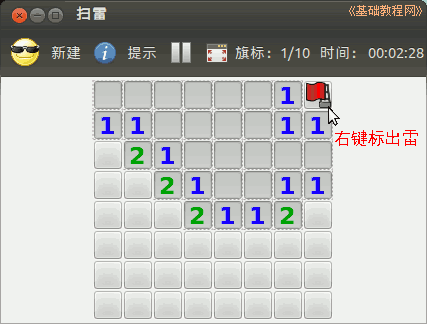 扫雷
《基础教程网》
新建 提示 旗标：1/10 时间： 00:02:28
1
1 1 1 1
右键标出雷
2 1
2 1 1 1
2 1 1 2